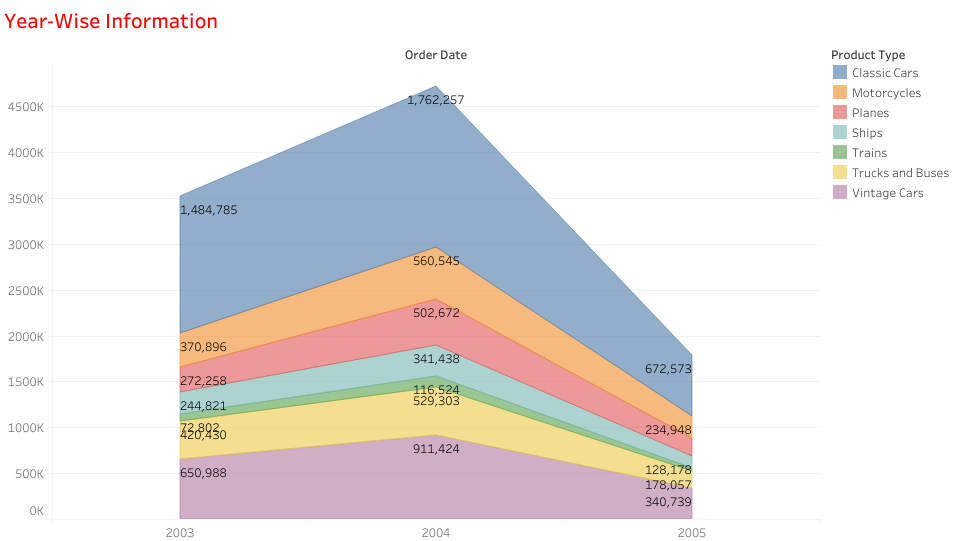 Year-Wise Information
Order Date
Product Type
Classic Cars
Motorcycles
Planes
Ships
Trains
Trucks and Buses
Vintage Cars
4500K
4000K
3500K
3000K
2500K
2000K
1500K
1000K
500K
0K
1,484,785
370,896
272,258
244,821
72,802
420,430
650,988
1,762,257
560,545
502,672
341,438
116,524
529,303
911,424
672,573
234,948
128,178
178,057
340,739
2003
2004
2005